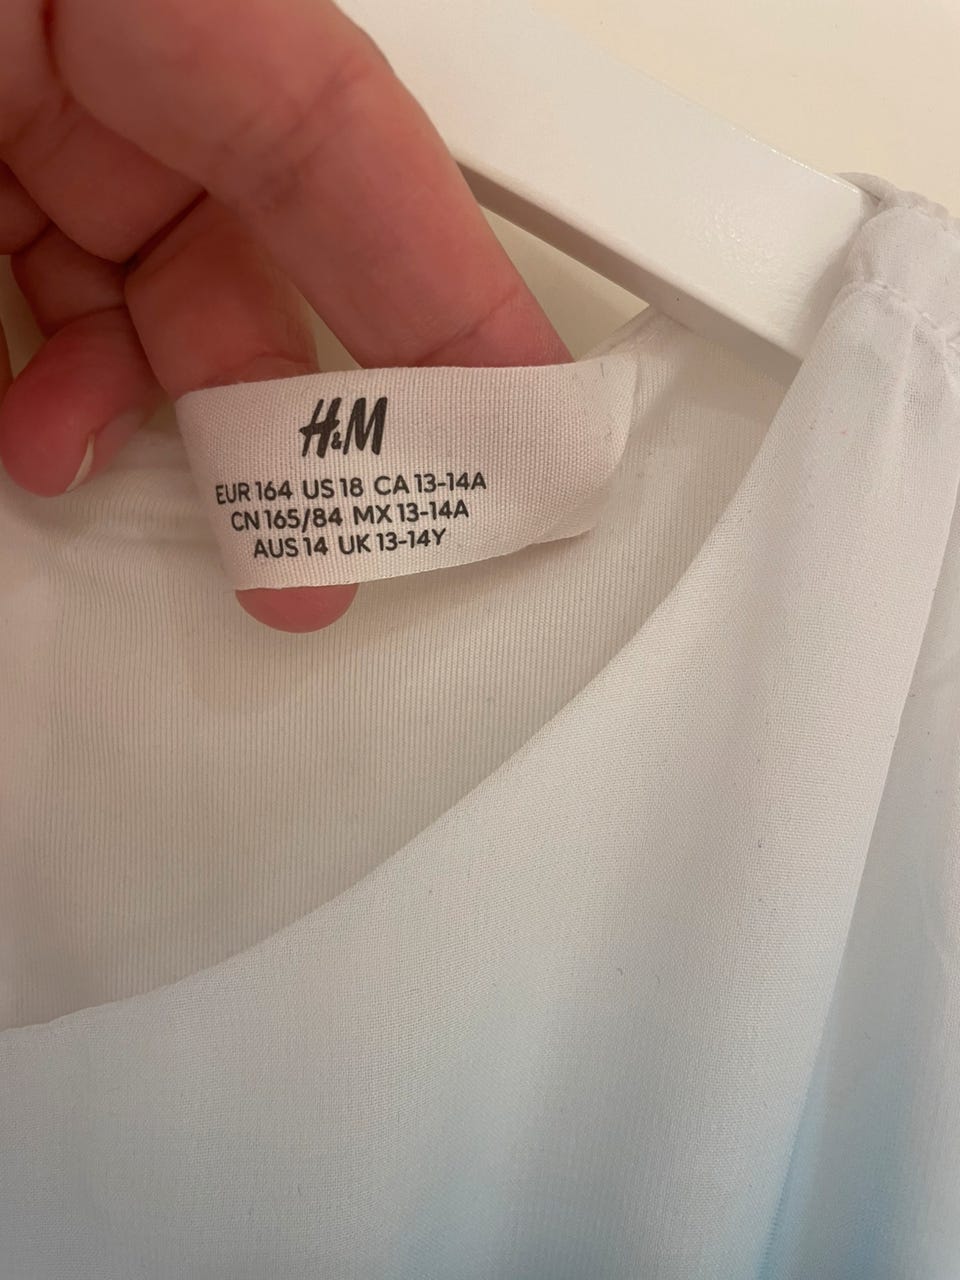 H&M
EUR 164 US 18 CA 13-14A
CN 165/84 MX 13-14A
AUS 14 UK 13-14Y